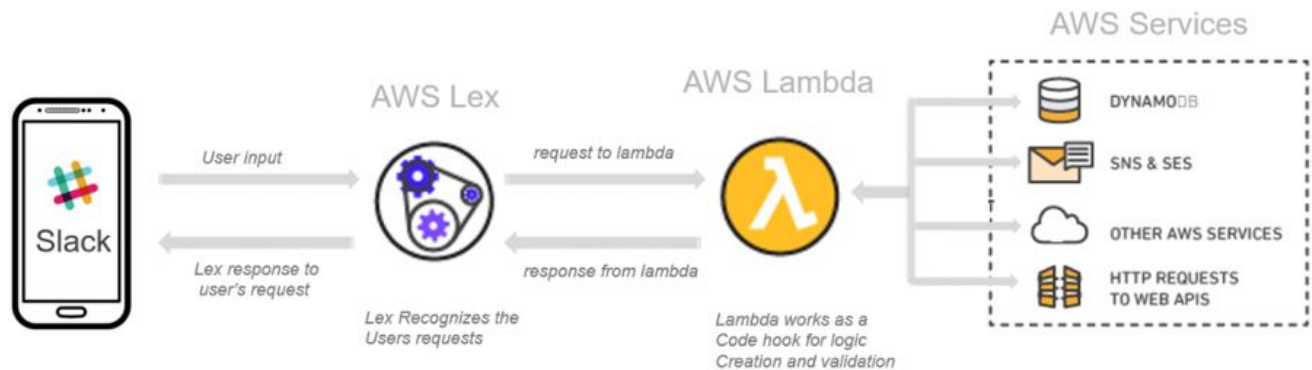 AWS Services
AWS Lex
AWS Lambda
DYNAMODB
User input
request to lambda
SNS & SES
Slack
OTHER AWS SERVICES
Lex response to
user's request
response from lambda
HTTP REQUESTS
TO WEB APIS
Lex Recognizes the
Users requests
Lambda works as a
Code hook for logic
Creation and validation